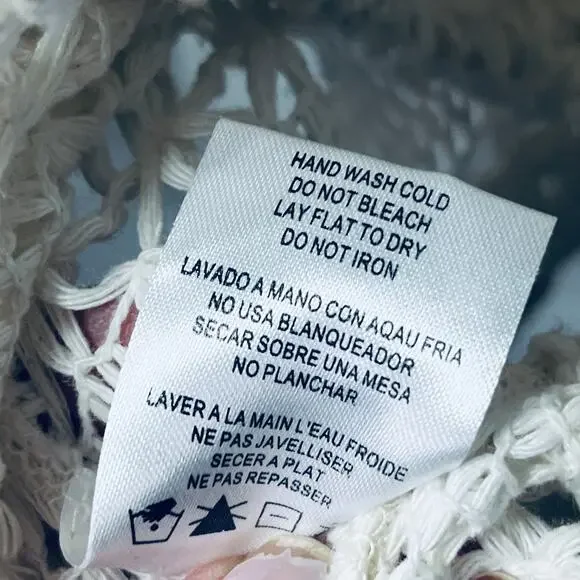 HAND WASH COLD
DO NOT BLEACH
LAY FLAT TO DRY
DO NOT IRON
LAVADO A MANO CON AQAU FRIA
NO USA BLANQUEADOR
SECAR SOBRE UNA MESA
NO PLANCHAR
LAVER A LA MAIN L'EAU FROIDE
NE PAS JAVELLISER
SECER A PLAT
NE PAS REPASSER